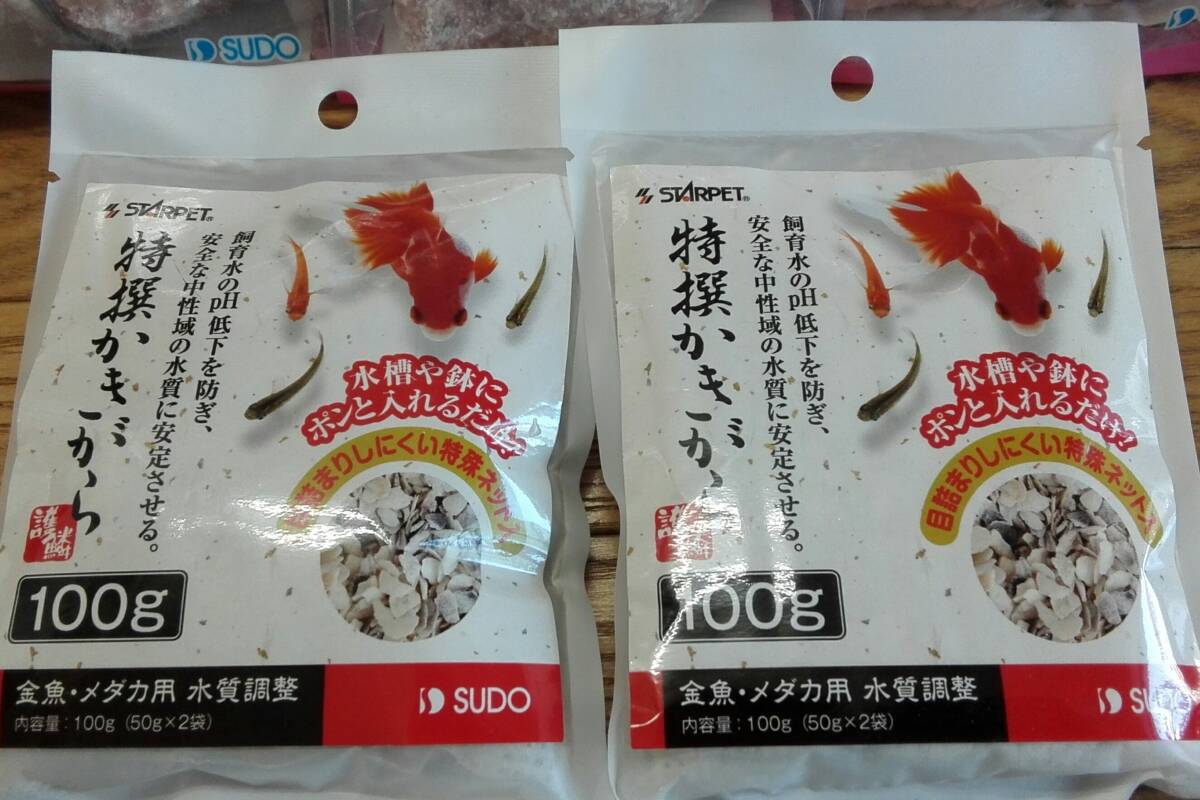 SUDO
STARPET
特撰かきがら
飼育水のpH低下を防ぎ、
安全な中性域の水質に安定させる。
水槽や鉢に
ポンと入れるだけ!
目詰まりしにくい特殊ネット入
100g
金魚・メダカ用 水質調整
内容量:100g(50g×2袋)
SUDO
STARPET
特撰かきがら
飼育水のpH低下を防ぎ、
安全な中性域の水質に安定させる。
水槽や鉢に
ポンと入れるだけ!
目詰まりしにくい特殊ネット入
100g
金魚・メダカ用 水質調整
内容量:100g(50g×2袋)
SUDO